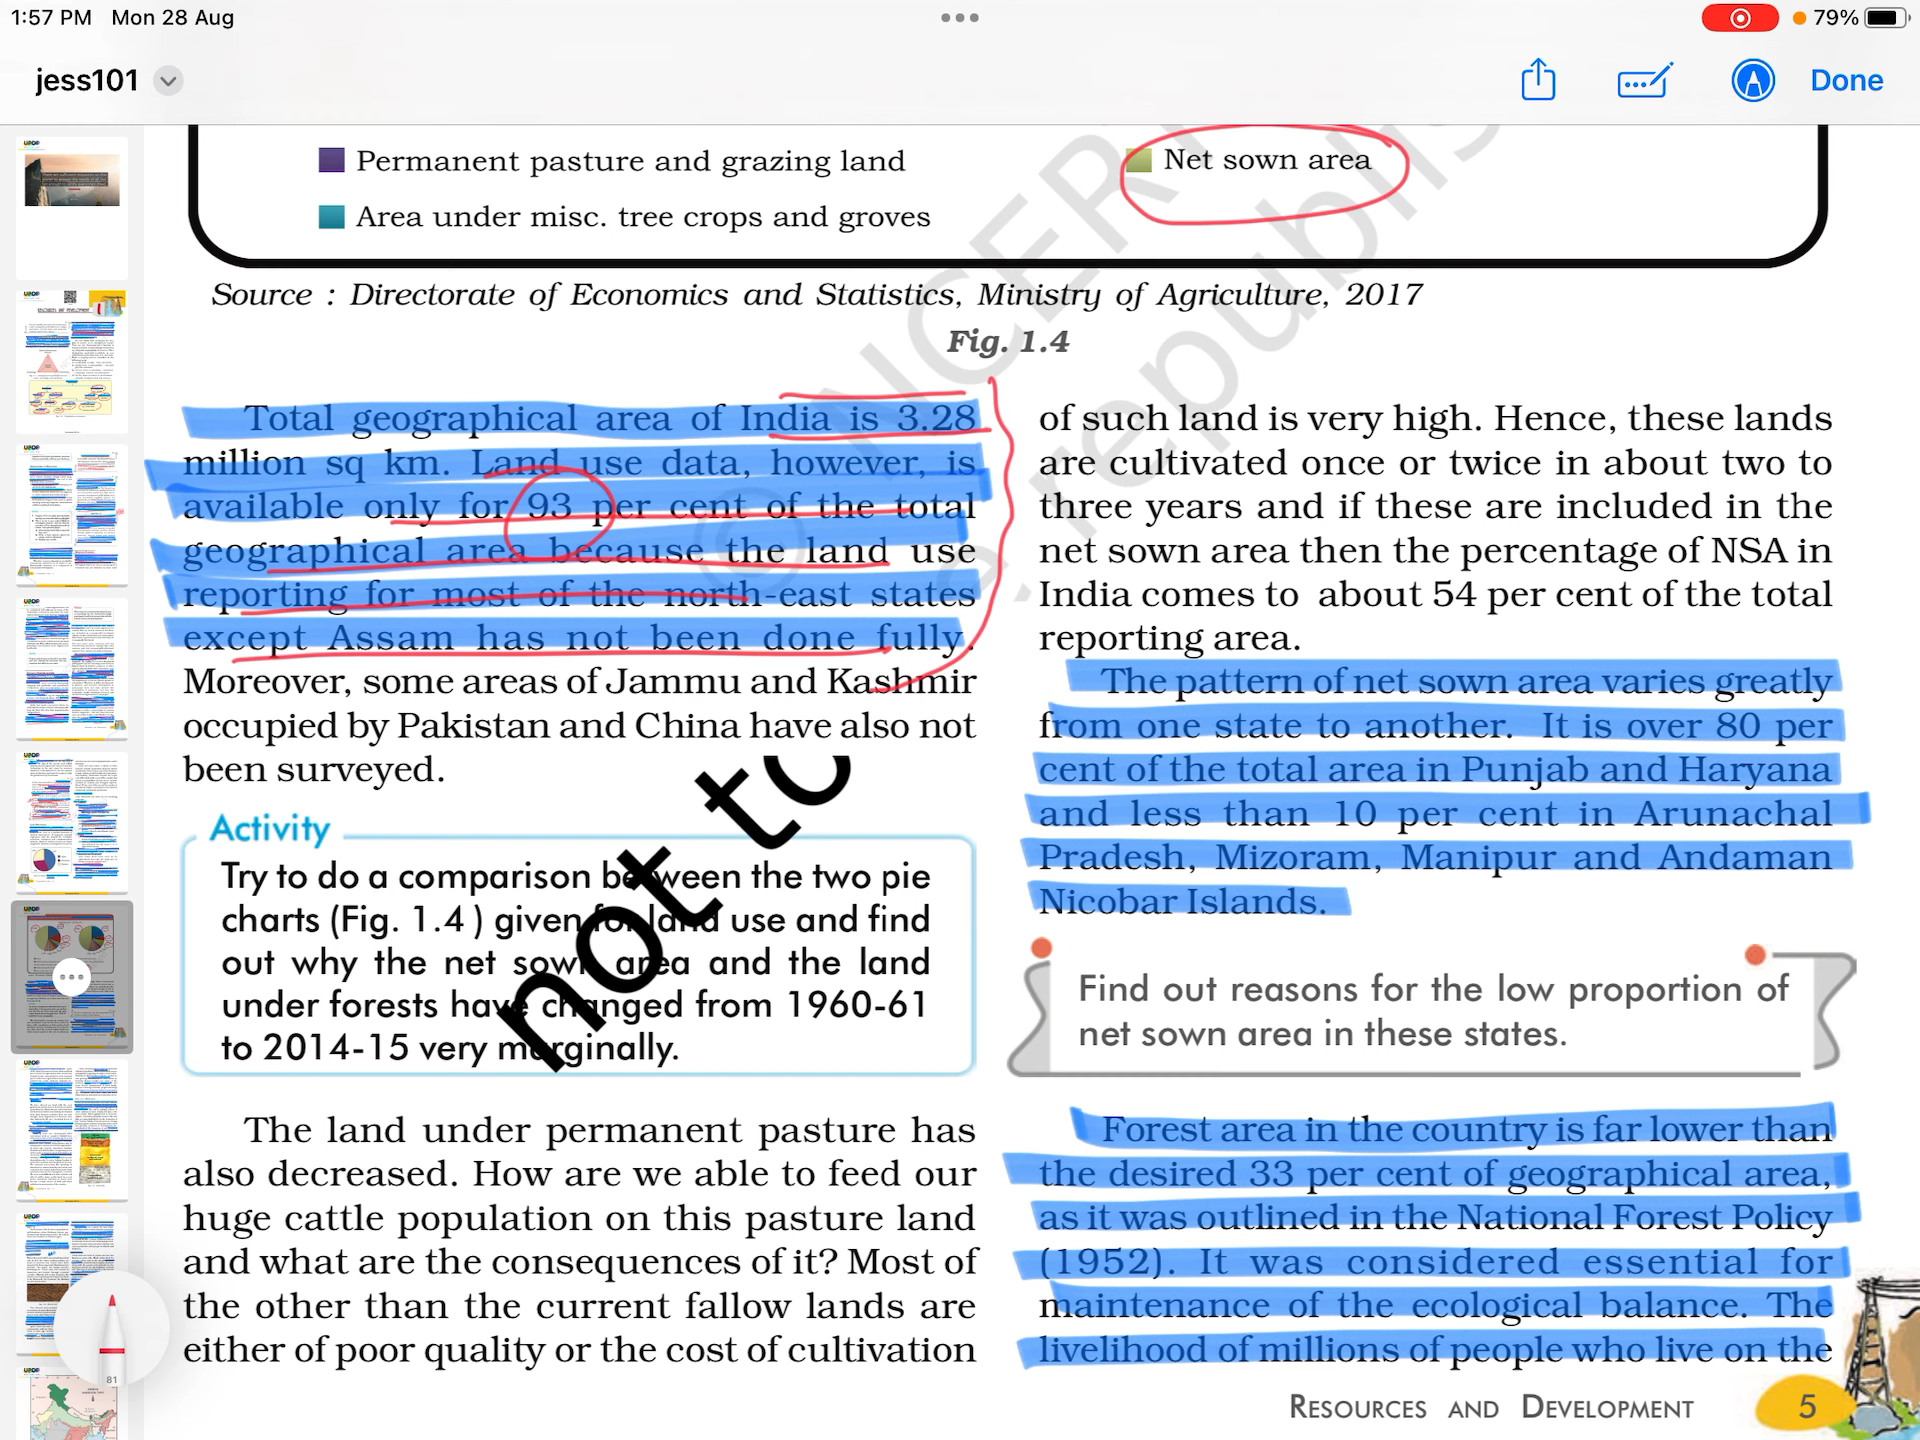 1:57 PM Mon 28 Aug
79%
jess101
Done
Permanent pasture and grazing land
Net sown area
Area under misc. tree crops and groves
Source : Directorate of Economics and Statistics, Ministry of Agriculture, 2017
Fig. 1.4
Total geographical area of India is 3.28
million sq km. Land use data, however, is
available only for 93 per cent of the total
geographical area because the land use
reporting for most of the north-east states
except Assam has not been done fully.
Moreover, some areas of Jammu and Kashmir
occupied by Pakistan and China have also not
been surveyed.
Activity
Try to do a comparison between the two pie
charts (Fig. 1.4 ) given for land use and find
out why the net sown area and the land
under forests have changed from 1960-61
to 2014-15 very marginally.
The land under permanent pasture has
also decreased. How are we able to feed our
huge cattle population on this pasture land
and what are the consequences of it? Most of
the other than the current fallow lands are
either of poor quality or the cost of cultivation
of such land is very high. Hence, these lands
are cultivated once or twice in about two to
three years and if these are included in the
net sown area then the percentage of NSA in
India comes to about 54 per cent of the total
reporting area.
The pattern of net sown area varies greatly
from one state to another. It is over 80 per
cent of the total area in Punjab and Haryana
and less than 10 per cent in Arunachal
Pradesh, Mizoram, Manipur and Andaman
Nicobar Islands.
Find out reasons for the low proportion of
net sown area in these states.
Forest area in the country is far lower than
the desired 33 per cent of geographical area,
as it was outlined in the National Forest Policy
(1952). It was considered essential for
maintenance of the ecological balance. The
livelihood of millions of people who live on the
RESOURCES AND DEVELOPMENT
5
© NCERT
not to
republis
81